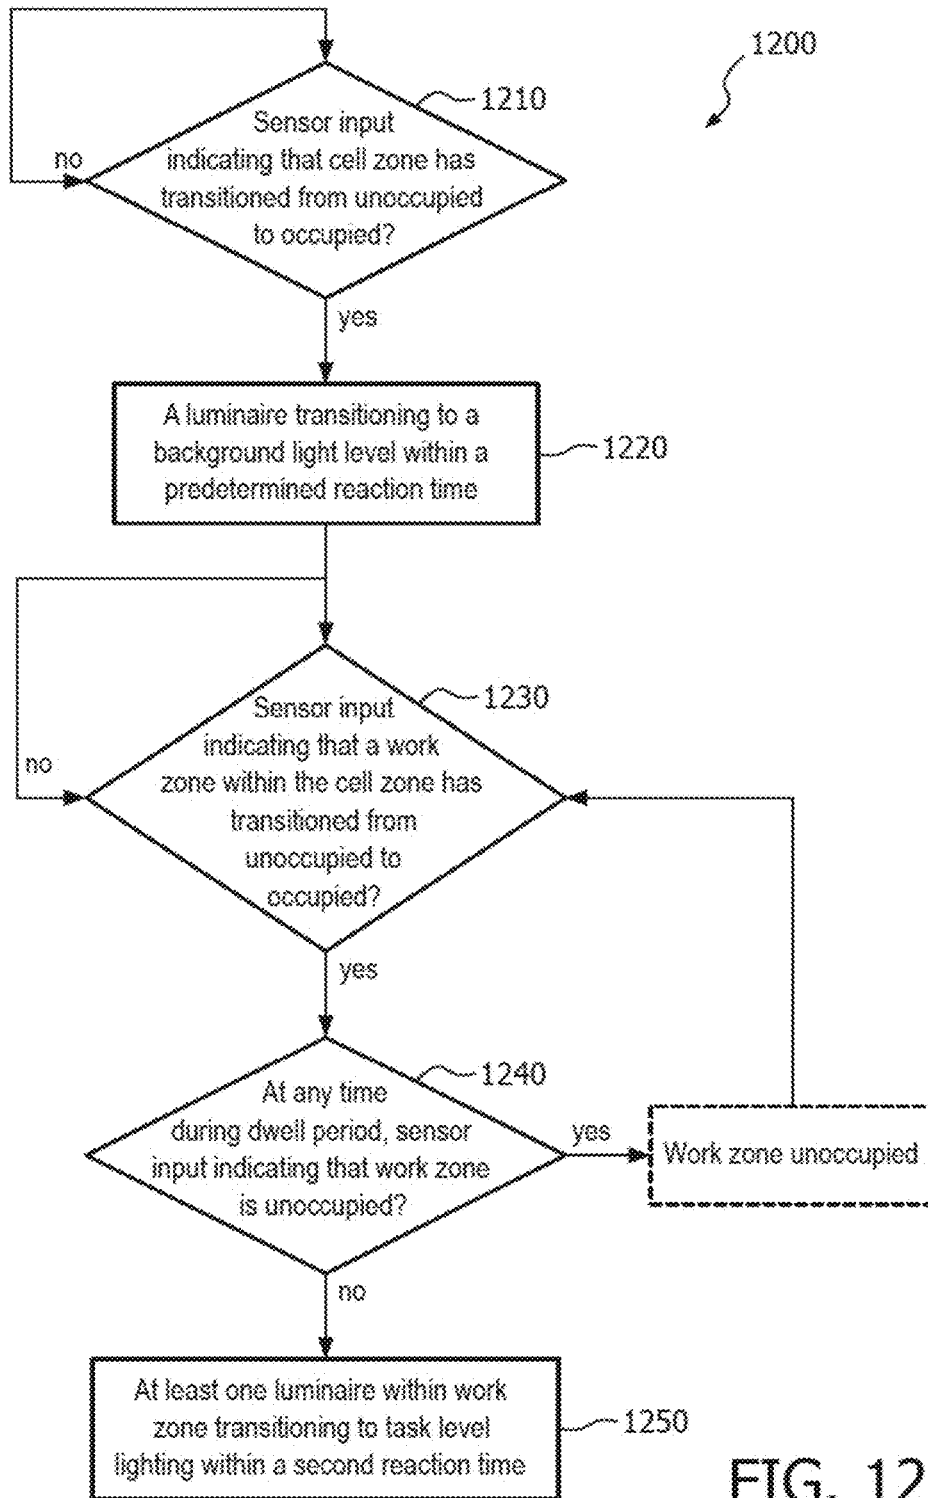 1200
1210
Sensor input
indicating that cell zone has
transitioned from unoccupied
to occupied?
no
yes
A luminaire transitioning to a
background light level within a
predetermined reaction time
1220
1230
Sensor input
indicating that a work
zone within the cell zone has
transitioned from
unoccupied to
occupied?
no
yes
1240
At any time
during dwell period, sensor
input indicating that work zone
is unoccupied?
yes
Work zone unoccupied
no
At least one luminaire within work
zone transitioning to task level
lighting within a second reaction time
1250
FIG. 12